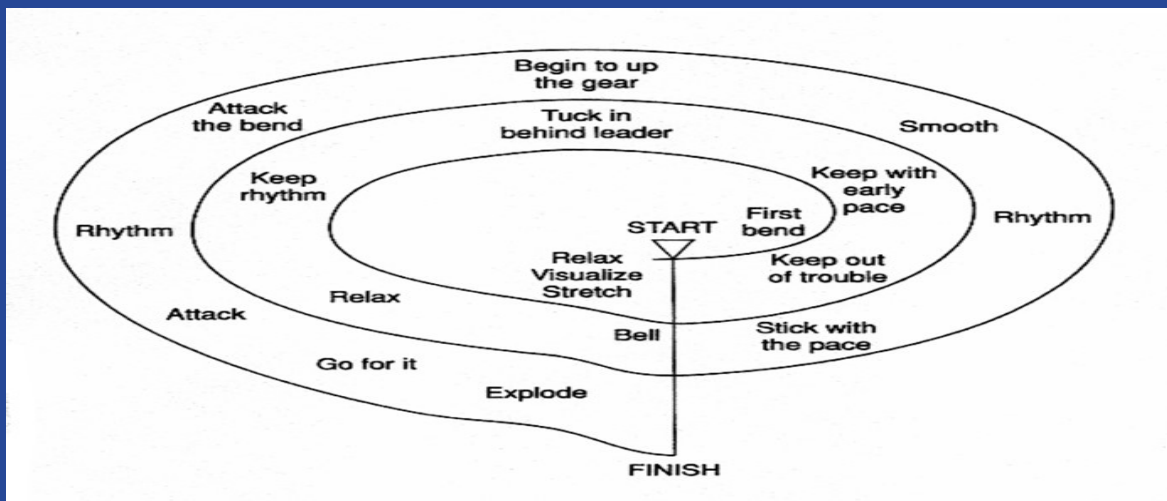 START
Relax
Visualize
Stretch
First
bend
Keep out
of trouble
Keep with
early
pace
Tuck in
behind leader
Keep
rhythm
Relax
Bell
Stick with
the pace
Rhythm
Smooth
Begin to up
the gear
Attack
the bend
Rhythm
Attack
Go for it
Explode
FINISH